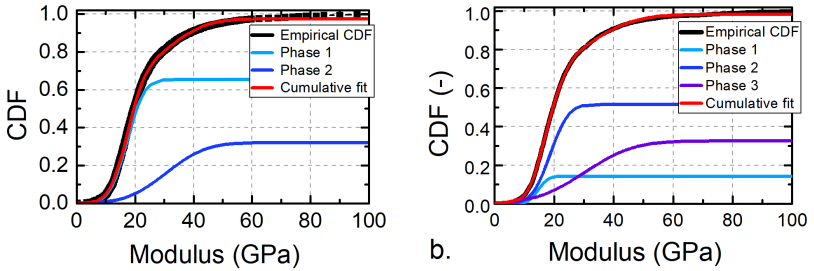 1.0
0.8
0.6
0.4
0.2
0.0
CDF
Empirical CDF
Phase 1
Phase 2
Cumulative fit
0 20 40 60 80 100
Modulus (GPa)
b.
1.0
0.8
0.6
0.4
0.2
0.0
CDF (-)
Empirical CDF
Phase 1
Phase 2
Phase 3
Cumulative fit
0 20 40 60 80 100
Modulus (GPa)